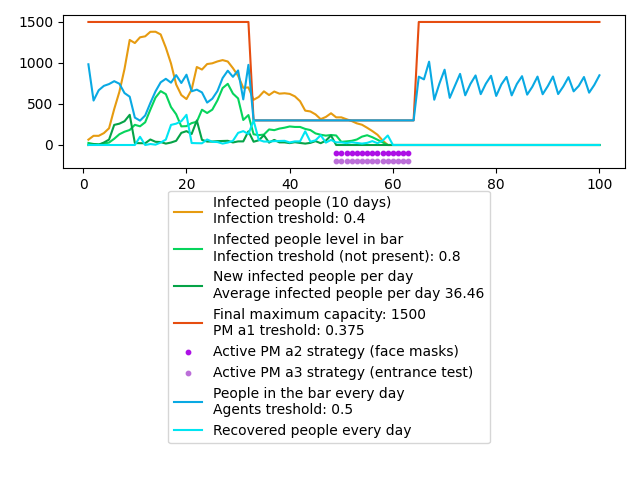 1500
1000
500
0
0
20
40
60
80
100
Infected people (10 days)
Infection treshold: 0.4
Infected people level in bar
Infection treshold (not present): 0.8
New infected people per day
Average infected people per day 36.46
Final maximum capacity: 1500
PM a1 treshold: 0.375
Active PM a2 strategy (face masks)
Active PM a3 strategy (entrance test)
People in the bar every day
Agents treshold: 0.5
Recovered people every day